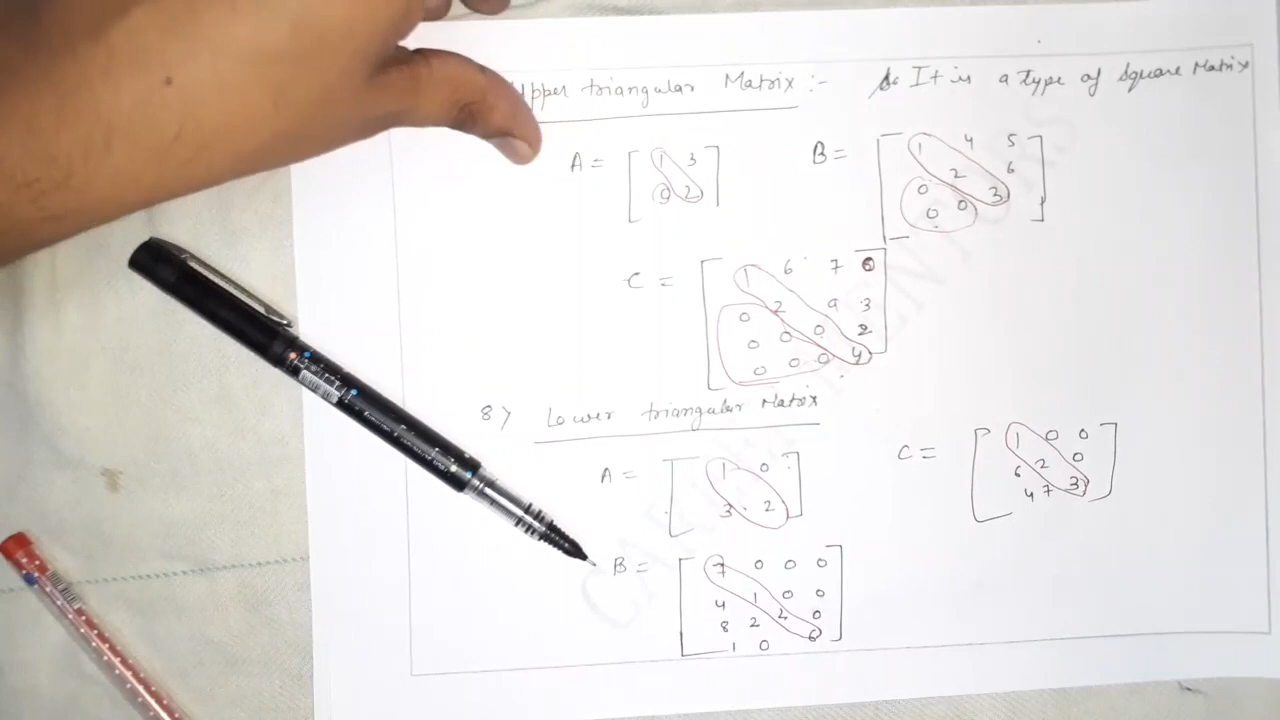 Upper triangular Matrix :- It is a type of Square Matrix
A = [ 1 3
0 2 ]
B = [ 1 4 5
0 2 6
0 0 3 ]
C = [ 1 6 7 0
0 2 9 3
0 0 0 2
0 0 0 4 ]
8) Lower triangular Matrix
A = [ 1 0
3 2 ]
C = [ 1 0 0
6 2 0
4 7 3 ]
B = [ 7 0 0 0
4 1 0 0
8 2 2 0
1 0 6 ]